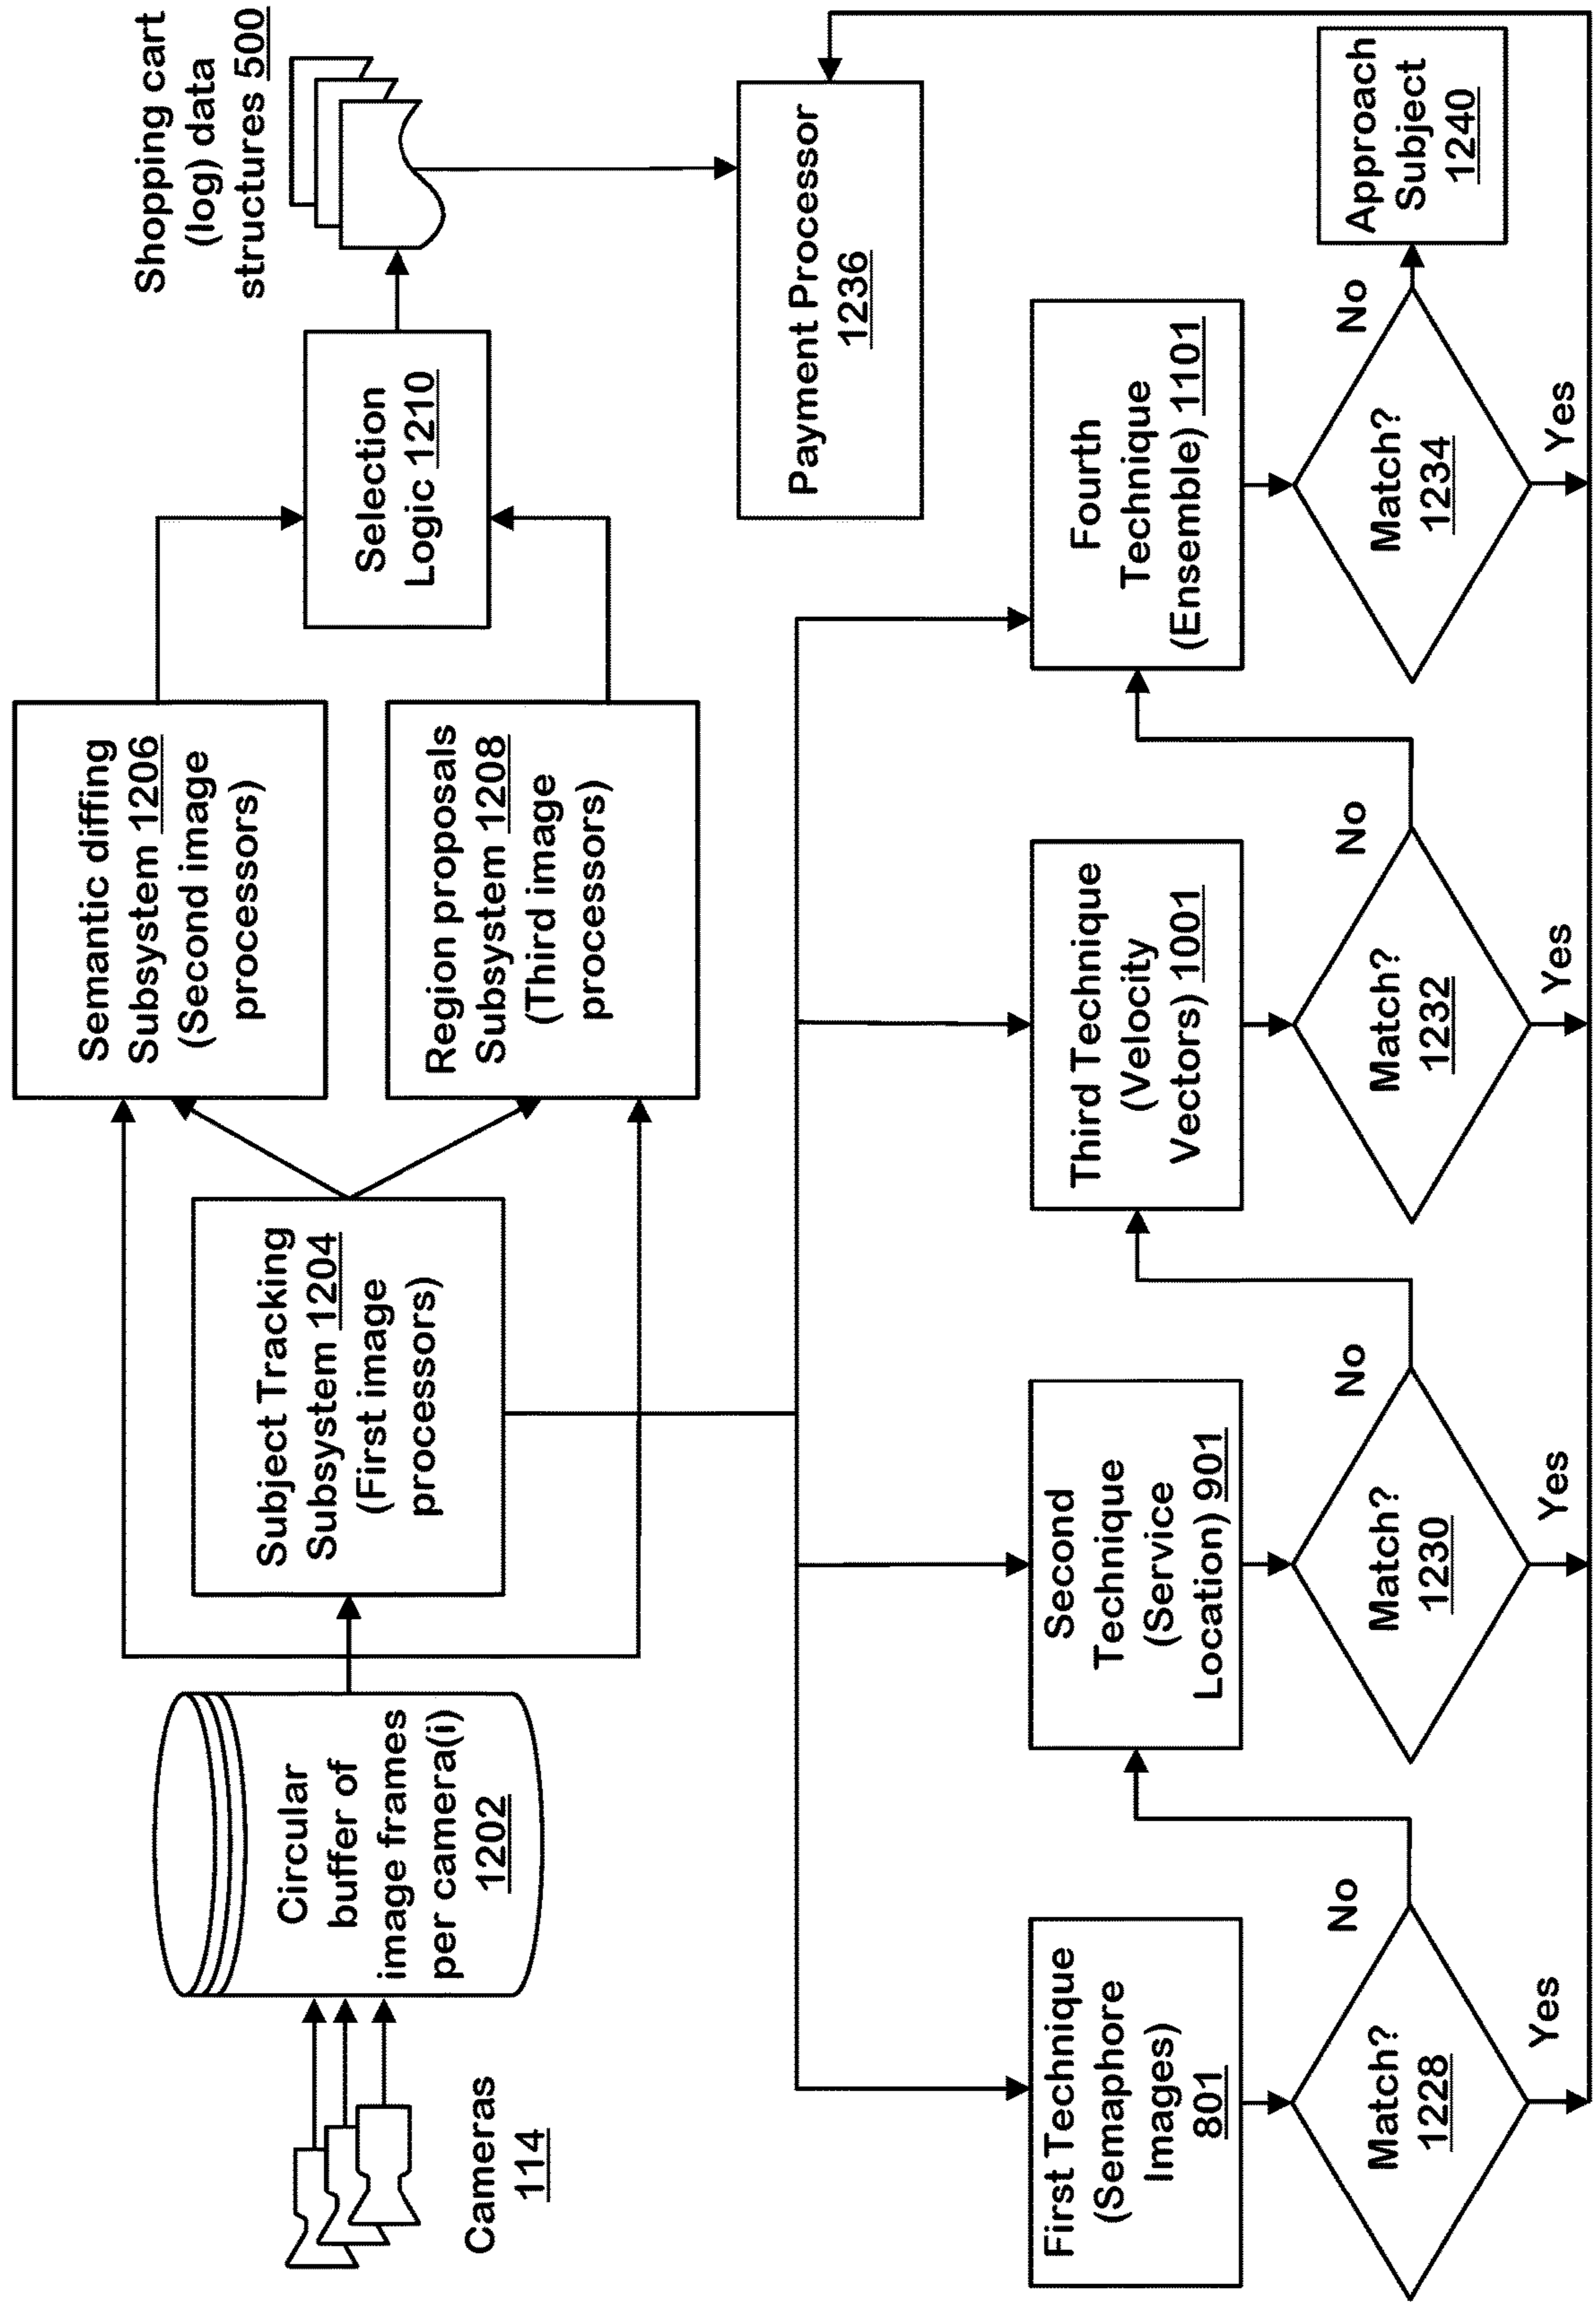 Cameras
114
Circular
buffer of
image frames
per camera(i)
1202
Subject Tracking
Subsystem 1204
(First image
processors)
Semantic diffing
Subsystem 1206
(Second image
processors)
Region proposals
Subsystem 1208
(Third image
processors)
Selection
Logic 1210
Shopping cart
(log) data
structures 500
Payment Processor
1236
First Technique
(Semaphore
Images)
801
Second
Technique
(Service
Location) 901
Third Technique
(Velocity
Vectors) 1001
Fourth
Technique
(Ensemble) 1101
Match?
1228
No
Yes
Match?
1230
No
Yes
Match?
1232
No
Yes
Match?
1234
No
Yes
Approach
Subject
1240